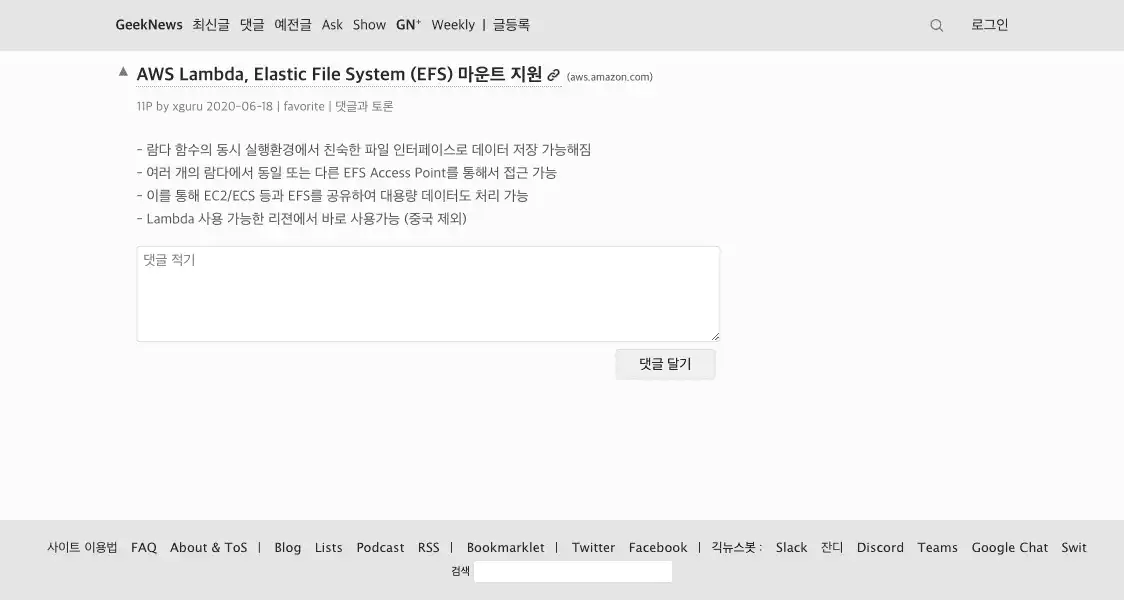 GeekNews 최신글 댓글 예전글 Ask Show GN⁺ Weekly | 글등록 로그인
▲ AWS Lambda, Elastic File System (EFS) 마운트 지원 (aws.amazon.com)
11P by xguru 2020-06-18 | favorite | 댓글과 토론
- 람다 함수의 동시 실행환경에서 친숙한 파일 인터페이스로 데이터 저장 가능해짐
- 여러 개의 람다에서 동일 또는 다른 EFS Access Point를 통해서 접근 가능
- 이를 통해 EC2/ECS 등과 EFS를 공유하여 대용량 데이터도 처리 가능
- Lambda 사용 가능한 리젼에서 바로 사용가능 (중국 제외)
댓글 적기
댓글 달기
사이트 이용법 FAQ About & ToS | Blog Lists Podcast RSS | Bookmarklet | Twitter Facebook | 긱뉴스봇 : Slack 잔디 Discord Teams Google Chat Swit
검색